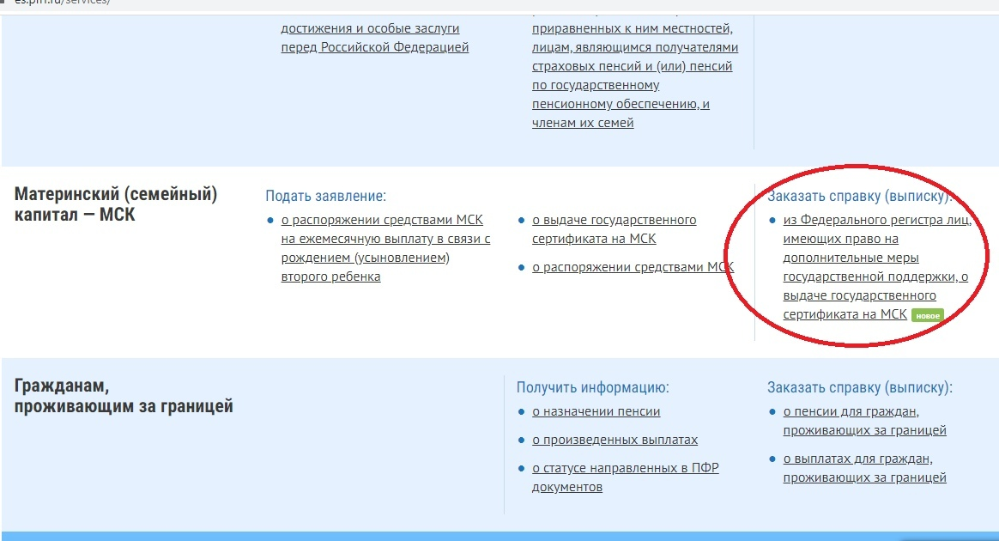 es.pfrf.ru/services/
достижения и особые заслуги
перед Российской Федерацией
приравненных к ним местностей,
лицам, являющимся получателями
страховых пенсий и (или) пенсий
по государственному
пенсионному обеспечению, и
членам их семей
Материнский (семейный)
капитал — МСК
Подать заявление:
о распоряжении средствами МСК
на ежемесячную выплату в связи с
рождением (усыновлением)
второго ребенка
о выдаче государственного
сертификата на МСК
о распоряжении средствами МСК
Заказать справку (выписку):
из Федерального регистра лиц,
имеющих право на
дополнительные меры
государственной поддержки, о
выдаче государственного
сертификата на МСК новое
Гражданам,
проживающим за границей
Получить информацию:
о назначении пенсии
о произведенных выплатах
о статусе направленных в ПФР
документов
Заказать справку (выписку):
о пенсии для граждан,
проживающих за границей
о выплатах для граждан,
проживающих за границей